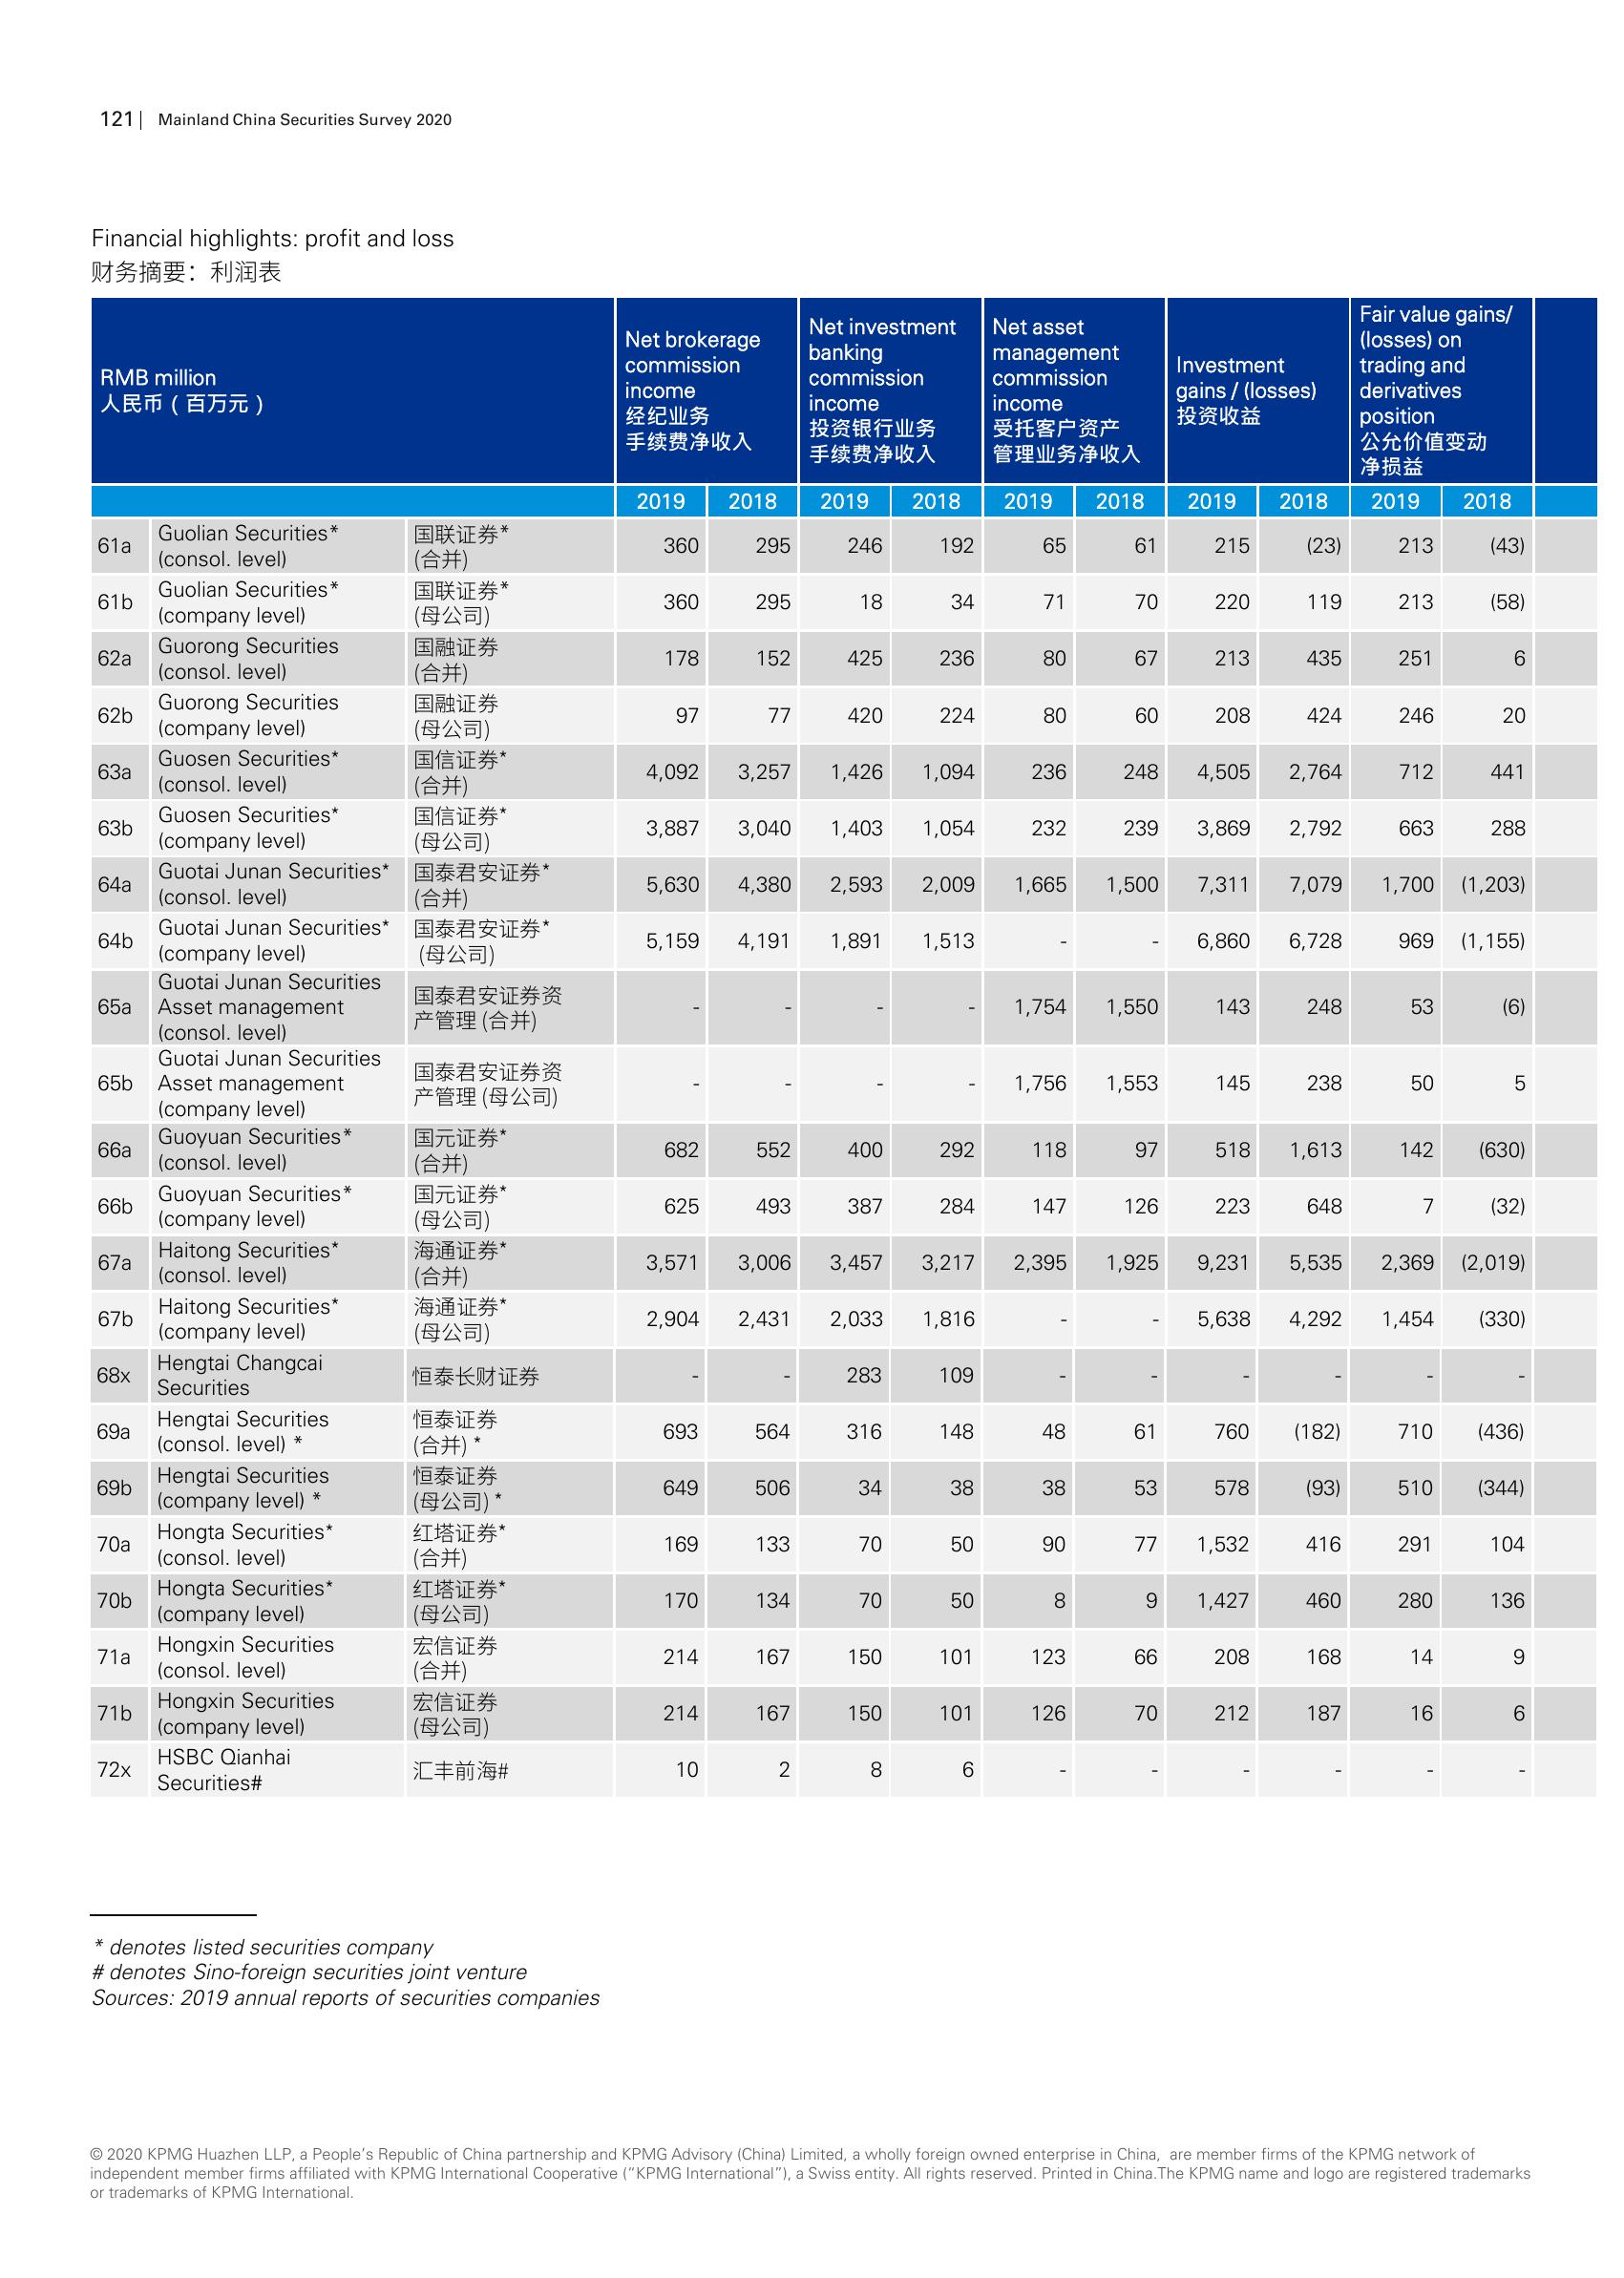 121 | Mainland China Securities Survey 2020
Financial highlights: profit and loss
财务摘要：利润表
RMB million
人民币（百万元）
Net brokerage
commission
income
经纪业务
手续费净收入
Net investment
banking
commission
income
投资银行业务
手续费净收入
Net asset
management
commission
income
受托客户资产
管理业务净收入
Investment
gains / (losses)
投资收益
Fair value gains/
(losses) on
trading and
derivatives
position
公允价值变动
净损益
2019 2018 2019 2018 2019 2018 2019 2018 2019 2018
61a Guolian Securities* (consol. level) 国联证券* (合并) 360 295 246 192 65 61 215 (23) 213 (43)
61b Guolian Securities* (company level) 国联证券* (母公司) 360 295 18 34 71 70 220 119 213 (58)
62a Guorong Securities (consol. level) 国融证券 (合并) 178 152 425 236 80 67 213 435 251 6
62b Guorong Securities (company level) 国融证券 (母公司) 97 77 420 224 80 60 208 424 246 20
63a Guosen Securities* (consol. level) 国信证券* (合并) 4,092 3,257 1,426 1,094 236 248 4,505 2,764 712 441
63b Guosen Securities* (company level) 国信证券* (母公司) 3,887 3,040 1,403 1,054 232 239 3,869 2,792 663 288
64a Guotai Junan Securities* (consol. level) 国泰君安证券* (合并) 5,630 4,380 2,593 2,009 1,665 1,500 7,311 7,079 1,700 (1,203)
64b Guotai Junan Securities* (company level) 国泰君安证券* (母公司) 5,159 4,191 1,891 1,513 - - 6,860 6,728 969 (1,155)
65a Guotai Junan Securities Asset management (consol. level) 国泰君安证券资产管理 (合并) - - - - 1,754 1,550 143 248 53 (6)
65b Guotai Junan Securities Asset management (company level) 国泰君安证券资产管理 (母公司) - - - - 1,756 1,553 145 238 50 5
66a Guoyuan Securities* (consol. level) 国元证券* (合并) 682 552 400 292 118 97 518 1,613 142 (630)
66b Guoyuan Securities* (company level) 国元证券* (母公司) 625 493 387 284 147 126 223 648 7 (32)
67a Haitong Securities* (consol. level) 海通证券* (合并) 3,571 3,006 3,457 3,217 2,395 1,925 9,231 5,535 2,369 (2,019)
67b Haitong Securities* (company level) 海通证券* (母公司) 2,904 2,431 2,033 1,816 - - 5,638 4,292 1,454 (330)
68x Hengtai Changcai Securities 恒泰长财证券 - - 283 109 - - - - - -
69a Hengtai Securities (consol. level) * 恒泰证券 (合并) * 693 564 316 148 48 61 760 (182) 710 (436)
69b Hengtai Securities (company level) * 恒泰证券 (母公司) * 649 506 34 38 38 53 578 (93) 510 (344)
70a Hongta Securities* (consol. level) 红塔证券* (合并) 169 133 70 50 90 77 1,532 416 291 104
70b Hongta Securities* (company level) 红塔证券* (母公司) 170 134 70 50 8 9 1,427 460 280 136
71a Hongxin Securities (consol. level) 宏信证券 (合并) 214 167 150 101 123 66 208 168 14 9
71b Hongxin Securities (company level) 宏信证券 (母公司) 214 167 150 101 126 70 212 187 16 6
72x HSBC Qianhai Securities# 汇丰前海# 10 2 8 6 - - - - - -
* denotes listed securities company
# denotes Sino-foreign securities joint venture
Sources: 2019 annual reports of securities companies
© 2020 KPMG Huazhen LLP, a People’s Republic of China partnership and KPMG Advisory (China) Limited, a wholly foreign owned enterprise in China, are member firms of the KPMG network of
independent member firms affiliated with KPMG International Cooperative (“KPMG International”), a Swiss entity. All rights reserved. Printed in China.The KPMG name and logo are registered trademarks
or trademarks of KPMG International.